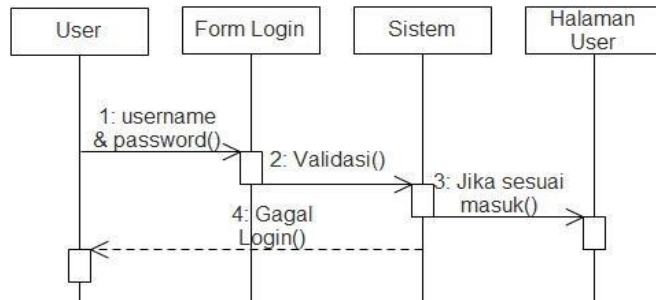 User
Form Login
Sistem
Halaman
User
1: username
& password()
2: Validasi()
3: Jika sesuai
masuk()
4: Gagal
Login()